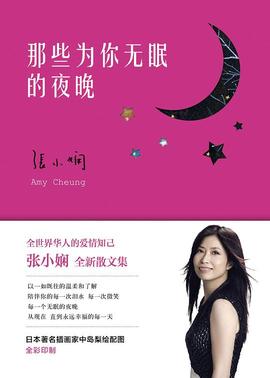 那些为你无眠
的夜晚
张小娴
Amy Cheung
全世界华人的爱情知己
张小娴 全新散文集
以一如既往的温柔和了解
陪伴你的每一次泪水 每一次微笑
每一个无眠的夜晚
从现在 直到永远幸福的每一天
日本著名插画家中岛梨绘配图
全彩印制